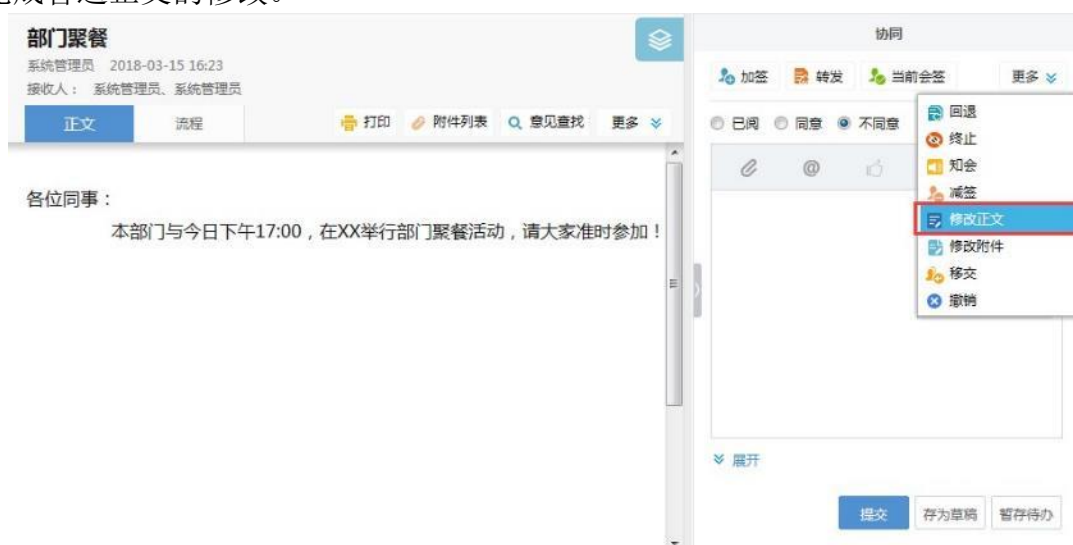 部门聚餐
系统管理员 2018-03-15 16:23
接收人： 系统管理员、系统管理员
正文 流程 打印 附件列表 意见查找 更多
各位同事：
本部门与今日下午17:00，在XX举行部门聚餐活动，请大家准时参加！
协同
加签 转发 当前会签 更多
已阅 同意 不同意
@
回退
终止
知会
减签
修改正文
修改附件
移交
撤销
展开
提交 存为草稿 暂存待办